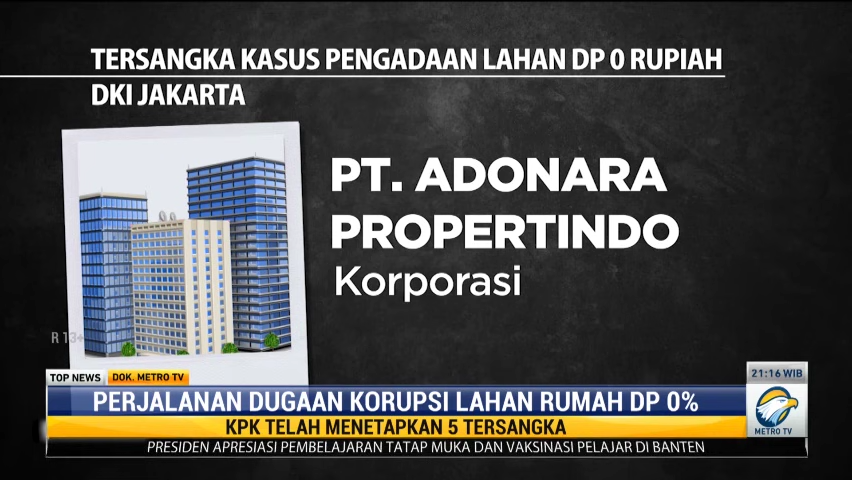 TERSANGKA KASUS PENGADAAN LAHAN DP 0 RUPIAH
DKI JAKARTA
PT. ADONARA
PROPERTINDO
Korporasi
R 13+
TOP NEWS
DOK. METRO TV
21:16 WIB
PERJALANAN DUGAAN KORUPSI LAHAN RUMAH DP 0%
KPK TELAH MENETAPKAN 5 TERSANGKA
METRO TV
PRESIDEN APRESIASI PEMBELAJARAN TATAP MUKA DAN VAKSINASI PELAJAR DI BANTEN